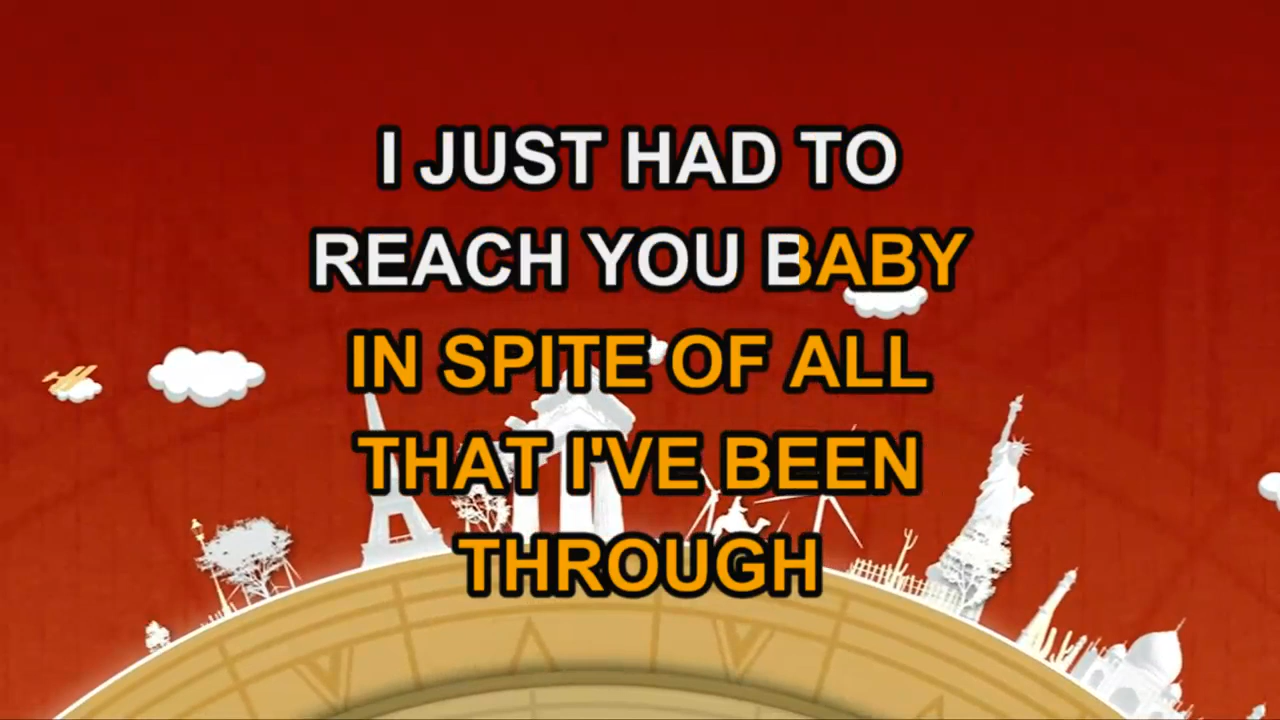 I JUST HAD TO
REACH YOU BABY
IN SPITE OF ALL
THAT I'VE BEEN
THROUGH